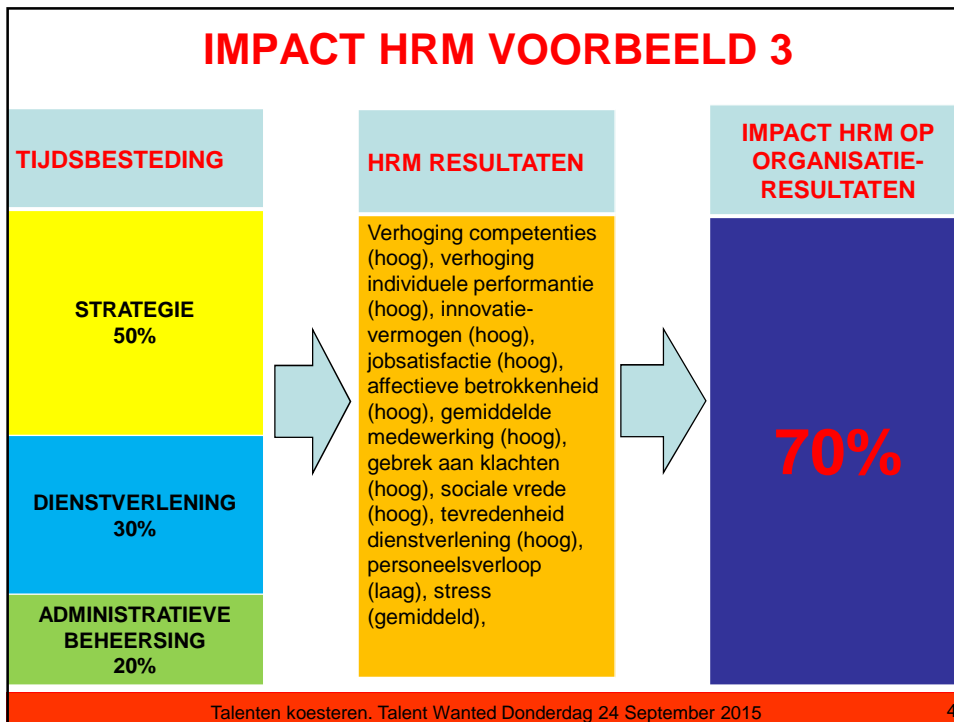 IMPACT HRM VOORBEELD 3
TIJDSBESTEDING
STRATEGIE
50%
DIENSTVERLENING
30%
ADMINISTRATIEVE
BEHEERSING
20%
HRM RESULTATEN
Verhoging competenties
(hoog), verhoging
individuele performantie
(hoog), innovatie-
vermogen (hoog),
jobsatisfactie (hoog),
affectieve betrokkenheid
(hoog), gemiddelde
medewerking (hoog),
gebrek aan klachten
(hoog), sociale vrede
(hoog), tevredenheid
dienstverlening (hoog),
personeelsverloop
(laag), stress
(gemiddeld),
IMPACT HRM OP
ORGANISATIE-
RESULTATEN
70%
Talenten koesteren. Talent Wanted Donderdag 24 September 2015